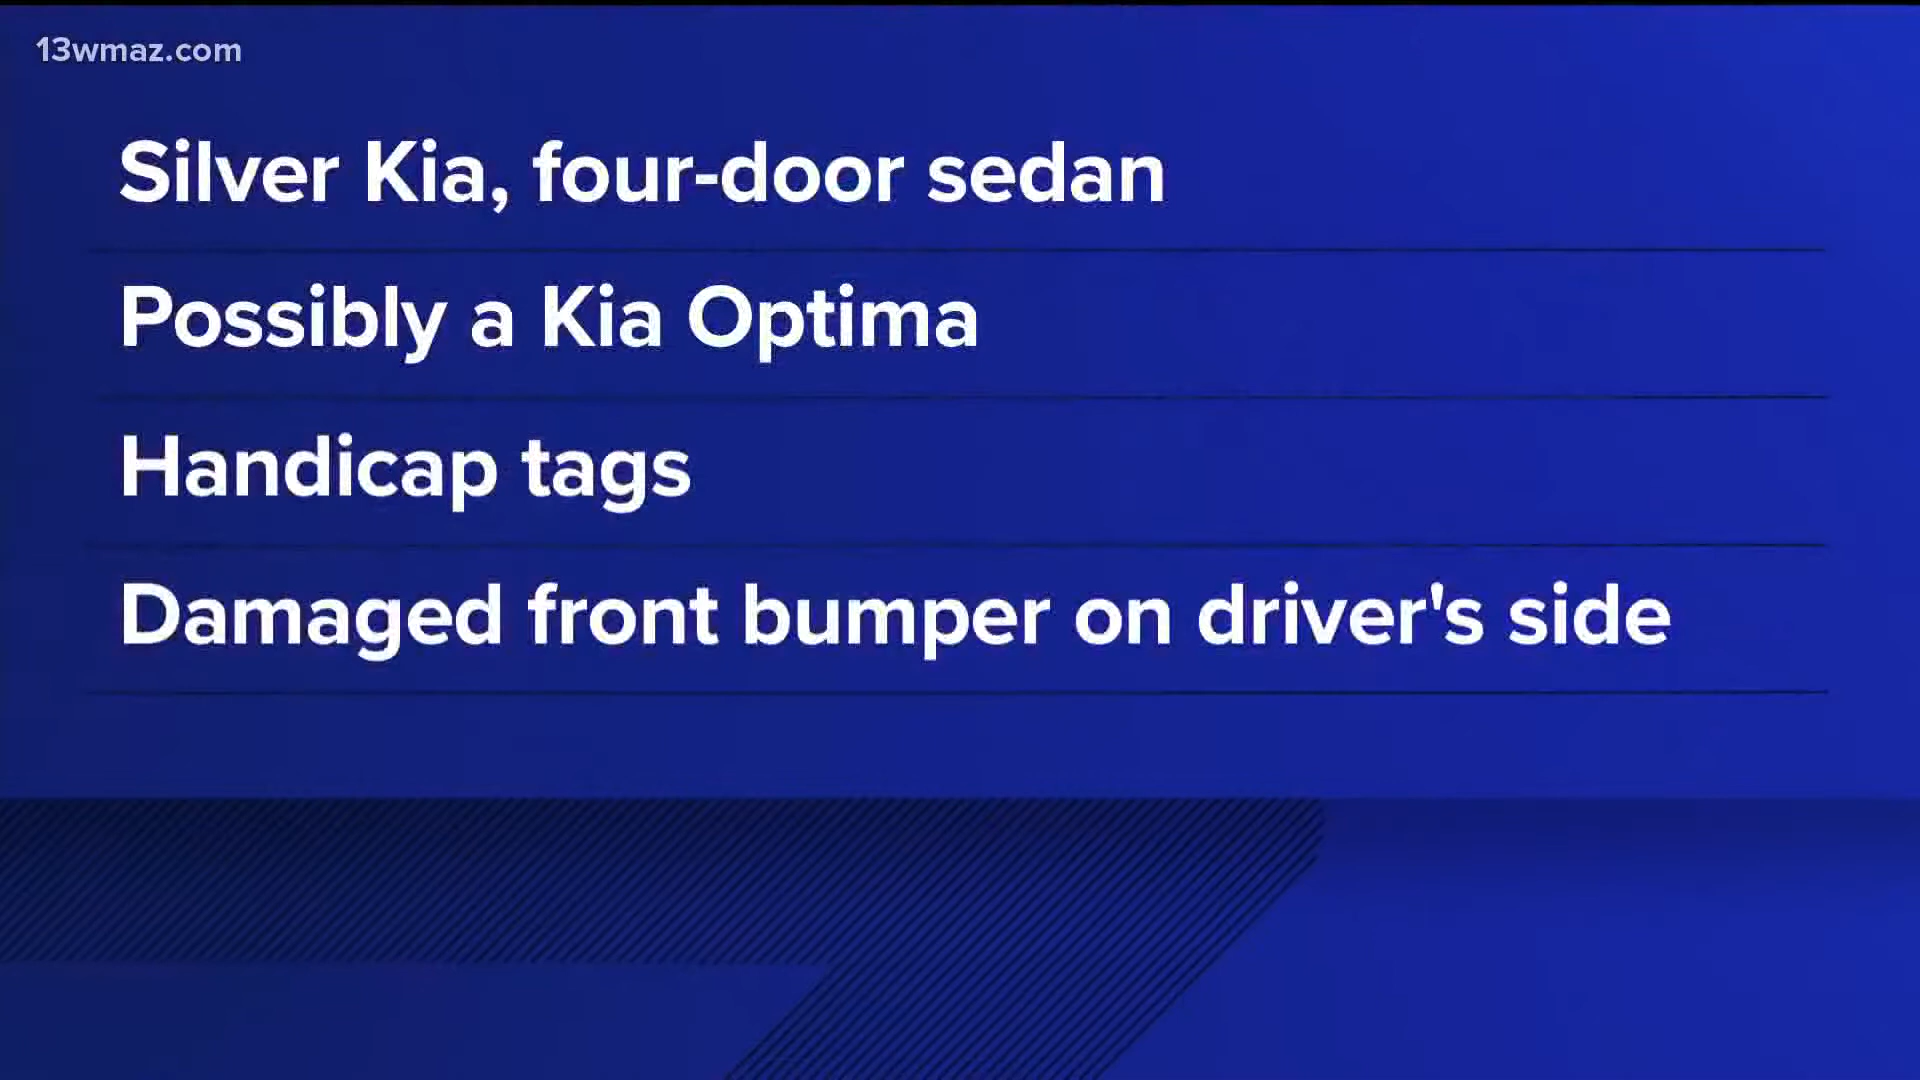 13wmaz.com
Silver Kia, four-door sedan
Possibly a Kia Optima
Handicap tags
Damaged front bumper on driver's side